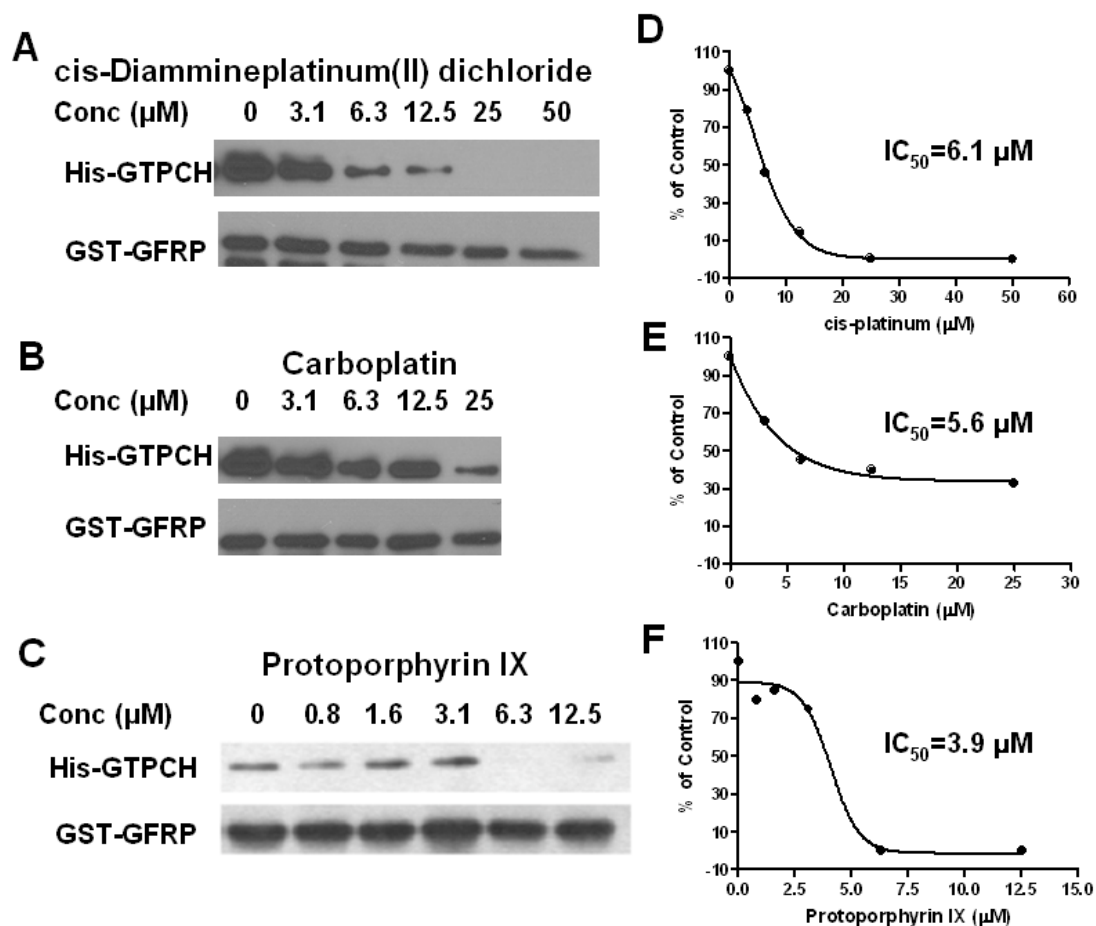 A
cis-Diammineplatinum(II) dichloride
Conc (µM) 0 3.1 6.3 12.5 25 50
His-GTPCH
GST-GFRP
B
Carboplatin
Conc (µM) 0 3.1 6.3 12.5 25
His-GTPCH
GST-GFRP
C
Protoporphyrin IX
Conc (µM) 0 0.8 1.6 3.1 6.3 12.5
His-GTPCH
GST-GFRP
D
% of Control
110
90
70
50
30
10
-10
IC50=6.1 µM
0 10 20 30 40 50 60
cis-platinum (µM)
E
% of Control
110
90
70
50
30
10
-10
IC50=5.6 µM
0 5 10 15 20 25 30
Carboplatin (µM)
F
% of Control
110
90
70
50
30
10
-10
IC50=3.9 µM
0.0 2.5 5.0 7.5 10.0 12.5 15.0
Protoporphyrin IX (µM)